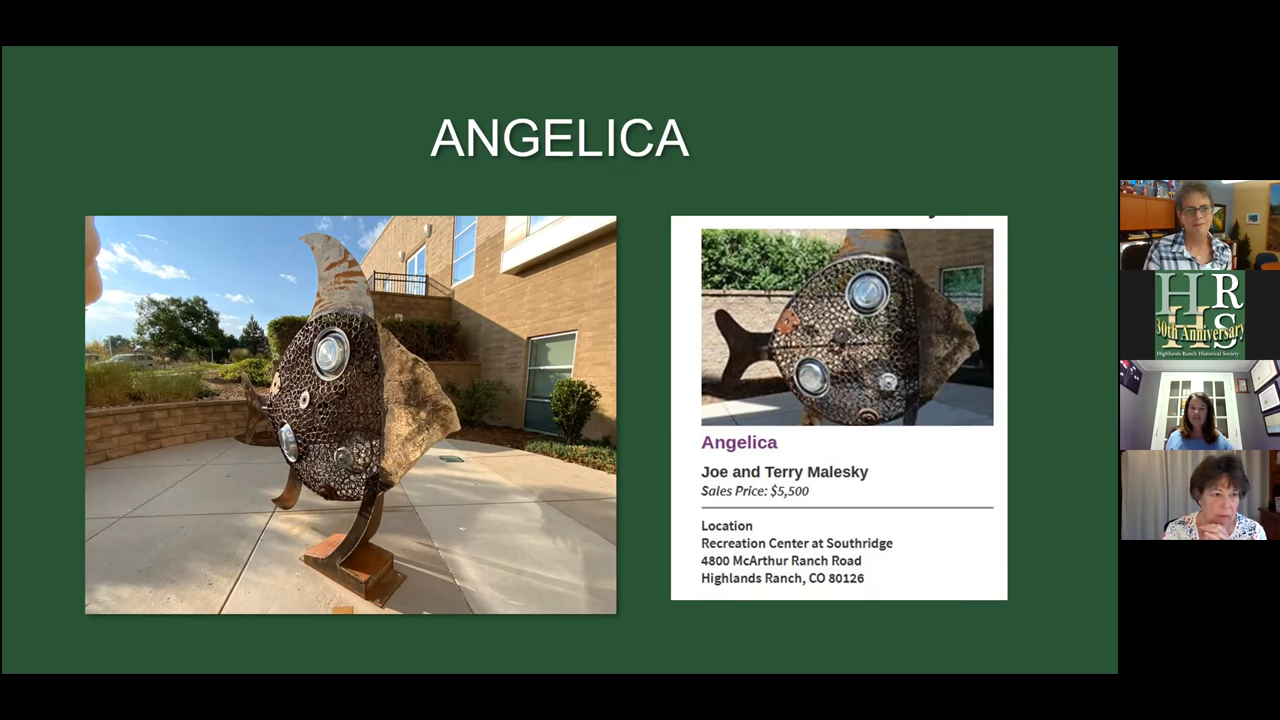 ANGELICA
Angelica
Joe and Terry Malesky
Sales Price: $5,500
Location
Recreation Center at Southridge
4800 McArthur Ranch Road
Highlands Ranch, CO 80126
H R
30th Anniversary
H S
Highlands Ranch Historical Society